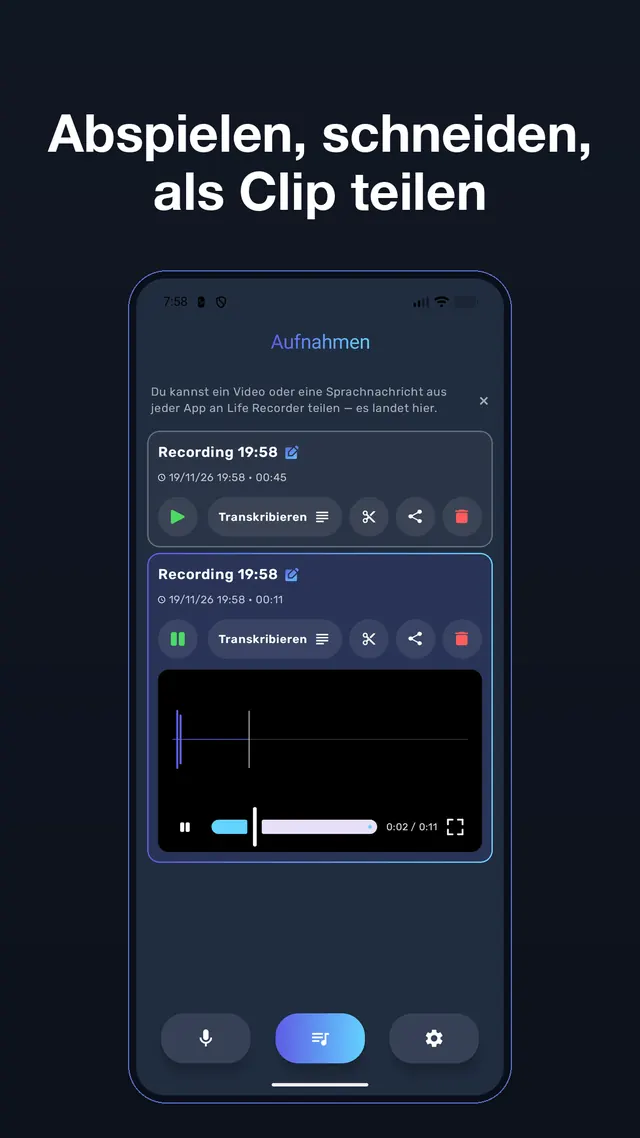 Abspielen, schneiden,
als Clip teilen
7:58
Aufnahmen
Du kannst ein Video oder eine Sprachnachricht aus
jeder App an Life Recorder teilen — es landet hier.
Recording 19:58
19/11/26 19:58 • 00:45
Transkribieren
Recording 19:58
19/11/26 19:58 • 00:11
Transkribieren
0:02 / 0:11